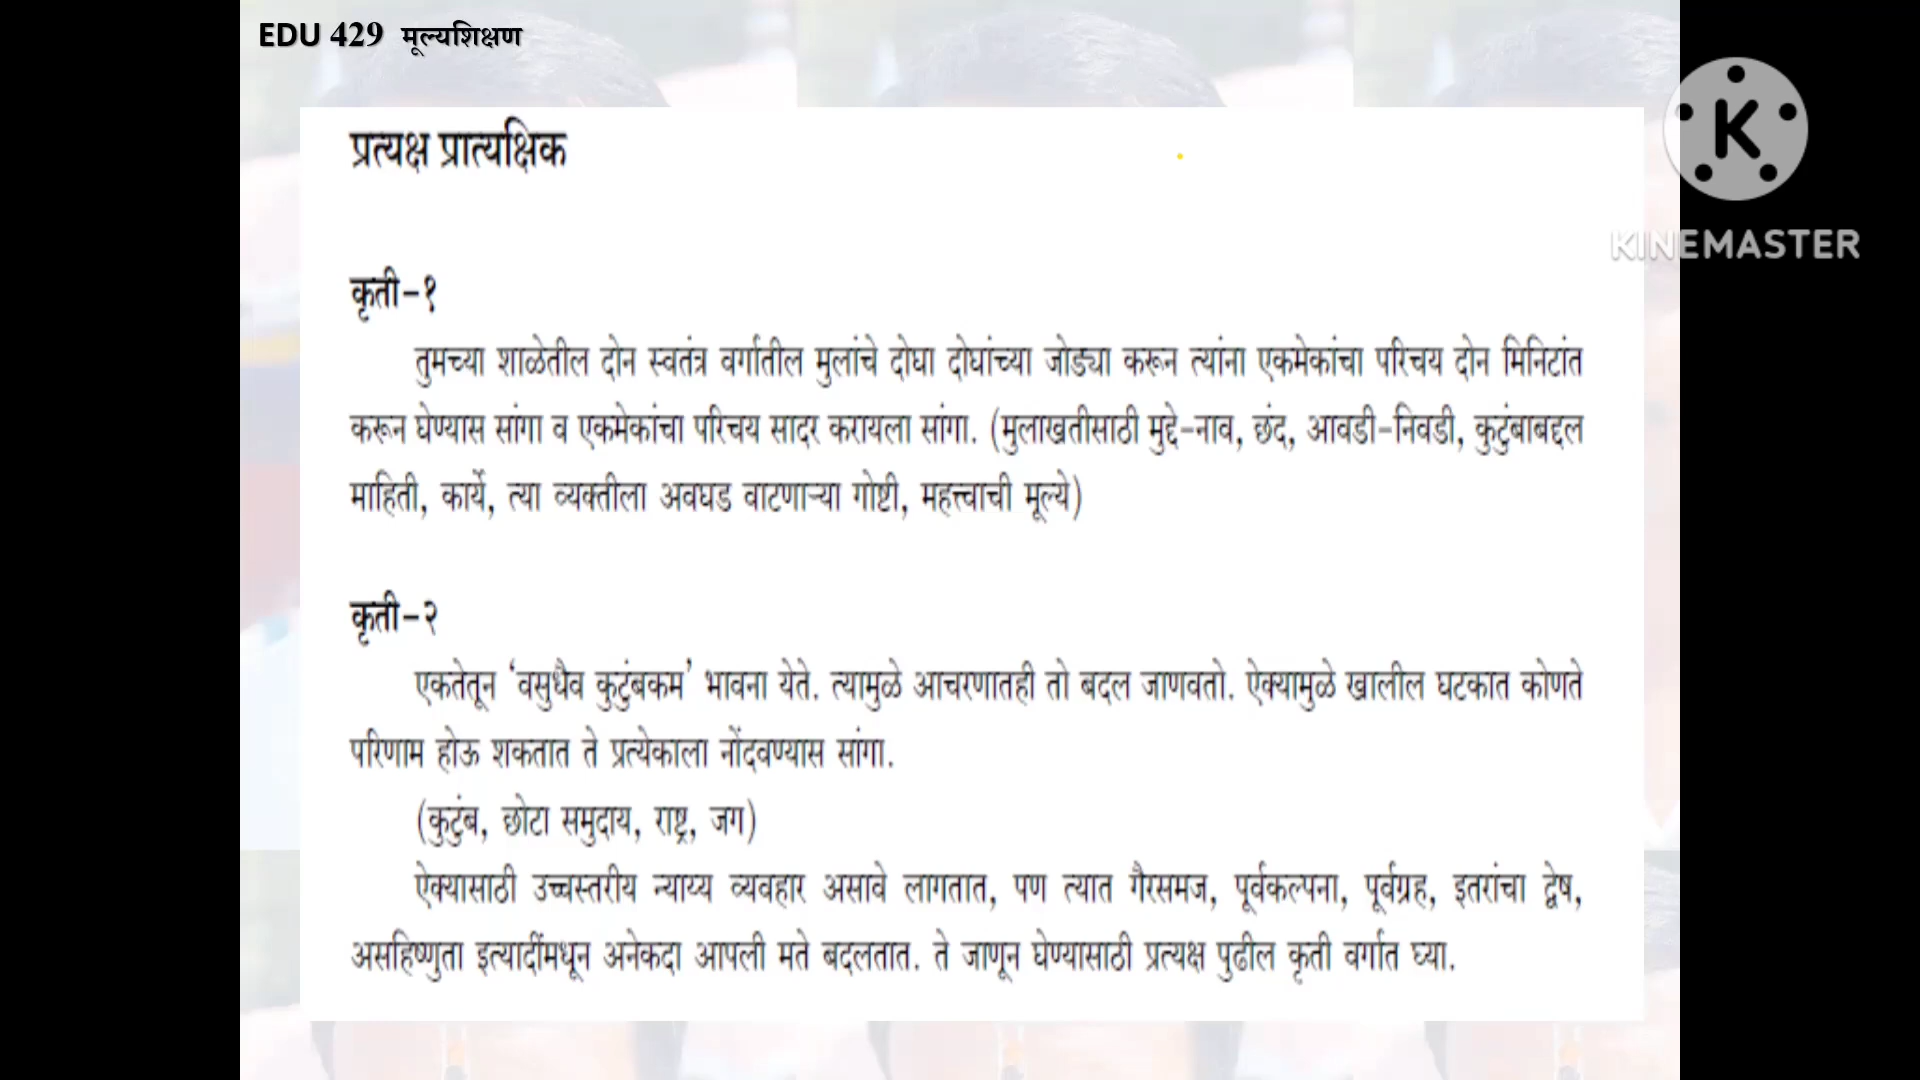 EDU 429 मूल्यशिक्षण
प्रत्यक्ष प्रात्यक्षिक
K
KINEMASTER
कृती-१
तुमच्या शाळेतील दोन स्वतंत्र वर्गातील मुलांचे दोघा दोघांच्या जोड्या करून त्यांना एकमेकांचा परिचय दोन मिनिटांत
करून घेण्यास सांगा व एकमेकांचा परिचय सादर करायला सांगा. (मुलाखतीसाठी मुद्दे-नाव, छंद, आवडी-निवडी, कुटुंबाबद्दल
माहिती, कार्ये, त्या व्यक्तीला अवघड वाटणाऱ्या गोष्टी, महत्त्वाची मूल्ये)
कृती-२
एकतेतून ‘वसुधैव कुटुंबकम’ भावना येते. त्यामुळे आचरणातही तो बदल जाणवतो. ऐक्यामुळे खालील घटकात कोणते
परिणाम होऊ शकतात ते प्रत्येकाला नोंदवण्यास सांगा.
(कुटुंब, छोटा समुदाय, राष्ट्र, जग)
ऐक्यासाठी उच्चस्तरीय न्याय्य व्यवहार असावे लागतात, पण त्यात गैरसमज, पूर्वकल्पना, पूर्वग्रह, इतरांचा द्वेष,
असहिष्णुता इत्यादींमधून अनेकदा आपली मते बदलतात. ते जाणून घेण्यासाठी प्रत्यक्ष पुढील कृती वर्गात घ्या.